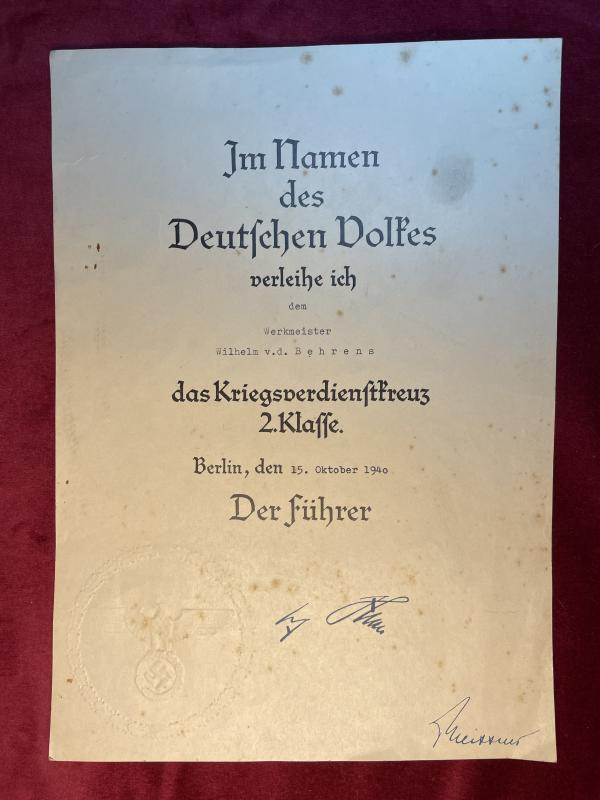 Im Namen
des
Deutschen Volkes
verleihe ich
dem
Werkmeister
Wilhelm v.d. Behrens
das Kriegsverdienstkreuz
2.Klasse.
Berlin, den 15. Oktober 1940
Der Führer
Meissner